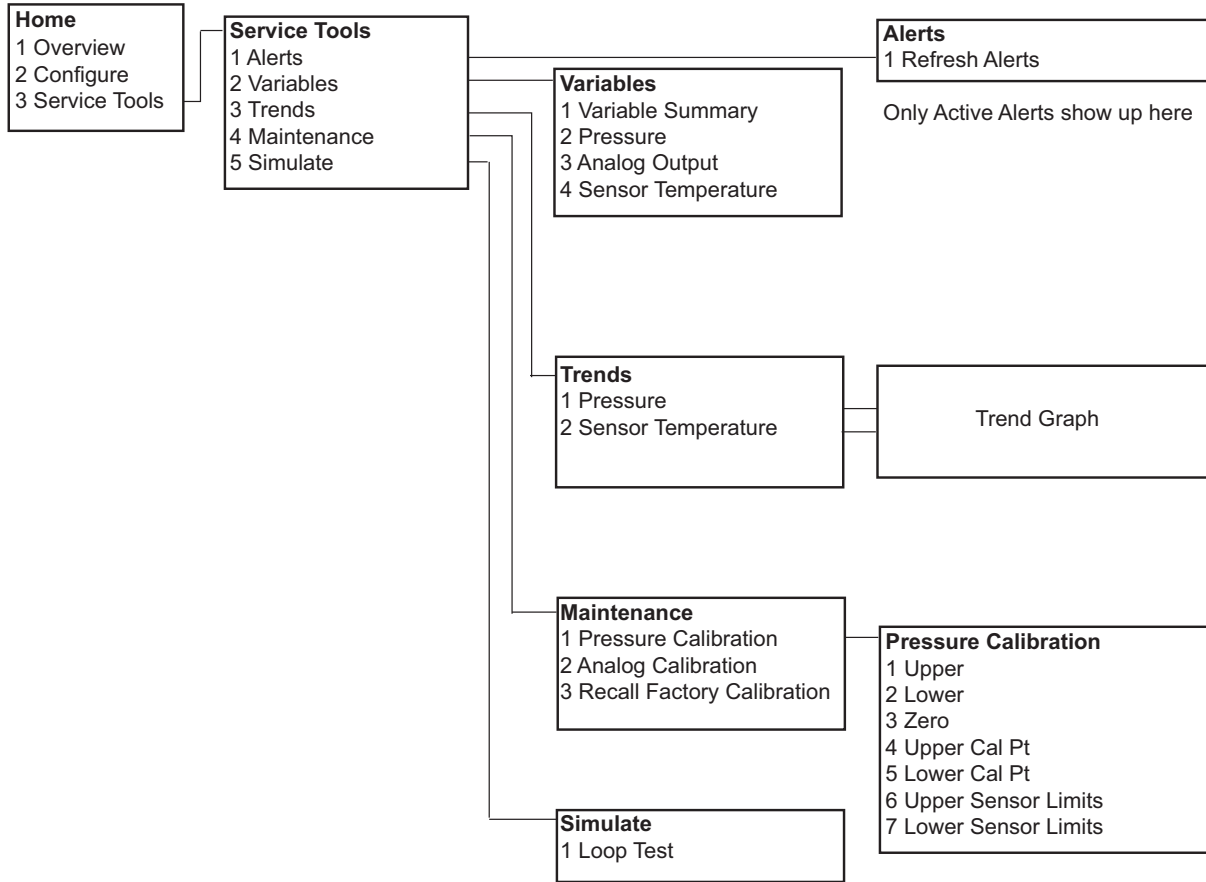 Home
1 Overview
2 Configure
3 Service Tools
Service Tools
1 Alerts
2 Variables
3 Trends
4 Maintenance
5 Simulate
Alerts
1 Refresh Alerts
Only Active Alerts show up here
Variables
1 Variable Summary
2 Pressure
3 Analog Output
4 Sensor Temperature
Trends
1 Pressure
2 Sensor Temperature
Trend Graph
Maintenance
1 Pressure Calibration
2 Analog Calibration
3 Recall Factory Calibration
Pressure Calibration
1 Upper
2 Lower
3 Zero
4 Upper Cal Pt
5 Lower Cal Pt
6 Upper Sensor Limits
7 Lower Sensor Limits
Simulate
1 Loop Test